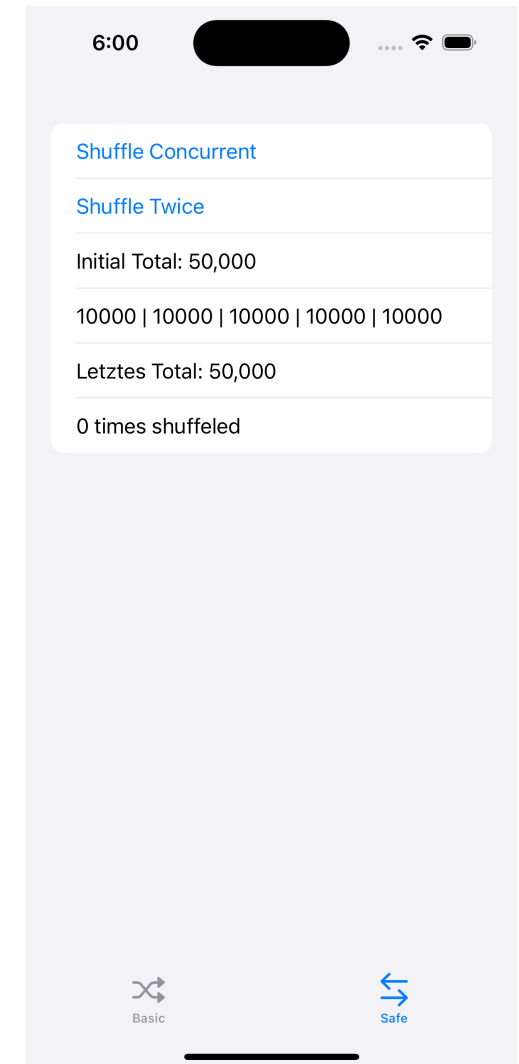 6:00
Shuffle Concurrent
Shuffle Twice
Initial Total: 50,000
10000 | 10000 | 10000 | 10000 | 10000
Letztes Total: 50,000
0 times shuffeled
Basic
Safe